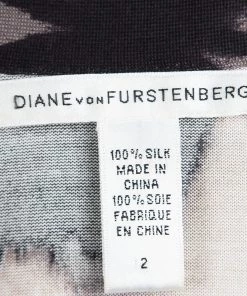 DIANE VON FURSTENBERG
100% SILK
MADE IN
CHINA
100% SOIE
FABRIQUE
EN CHINE
2